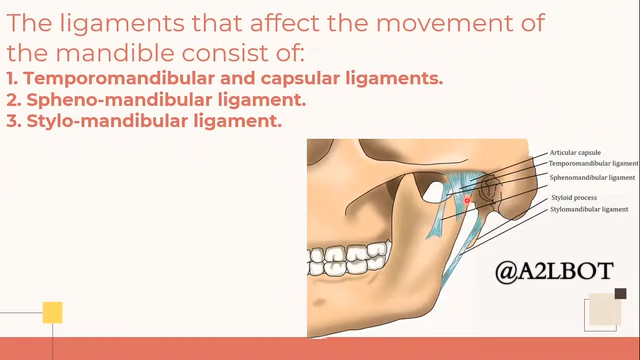 The ligaments that affect the movement of
the mandible consist of:
1. Temporomandibular and capsular ligaments.
2. Spheno-mandibular ligament.
3. Stylo-mandibular ligament.
Articular capsule
Temporomandibular ligament
Sphenomandibular ligament
Styloid process
Stylomandibular ligament
@A2LBOT